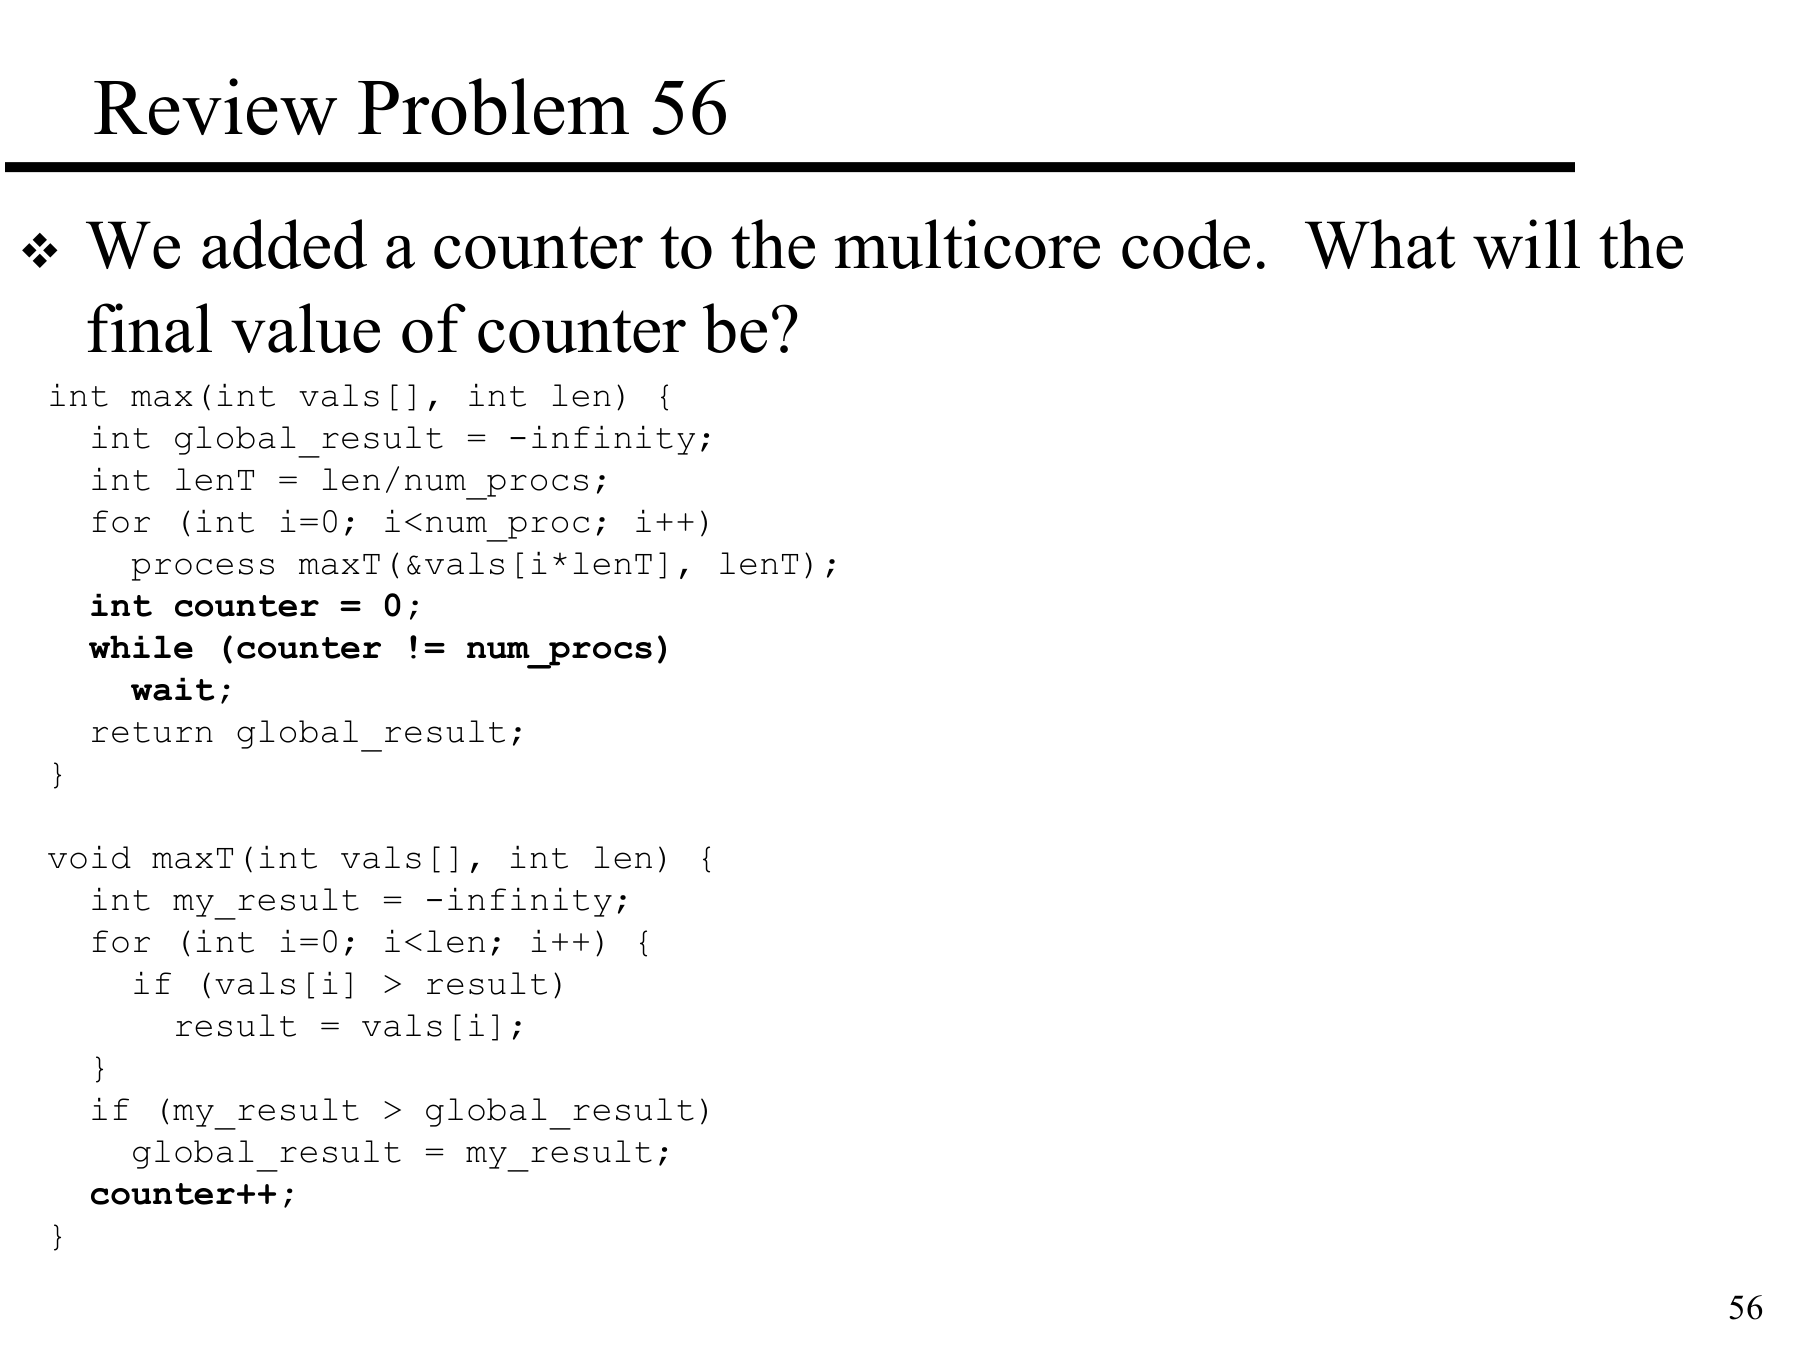 Review Problem 56
❖ We added a counter to the multicore code.  What will the
final value of counter be?
int max(int vals[], int len) {
  int global_result = -infinity;
  int lenT = len/num_procs;
  for (int i=0; i<num_proc; i++)
    process maxT(&vals[i*lenT], lenT);
  int counter = 0;
  while (counter != num_procs)
    wait;
  return global_result;
}
void maxT(int vals[], int len) {
  int my_result = -infinity;
  for (int i=0; i<len; i++) {
    if (vals[i] > result)
      result = vals[i];
  }
  if (my_result > global_result)
    global_result = my_result;
  counter++;
}
56